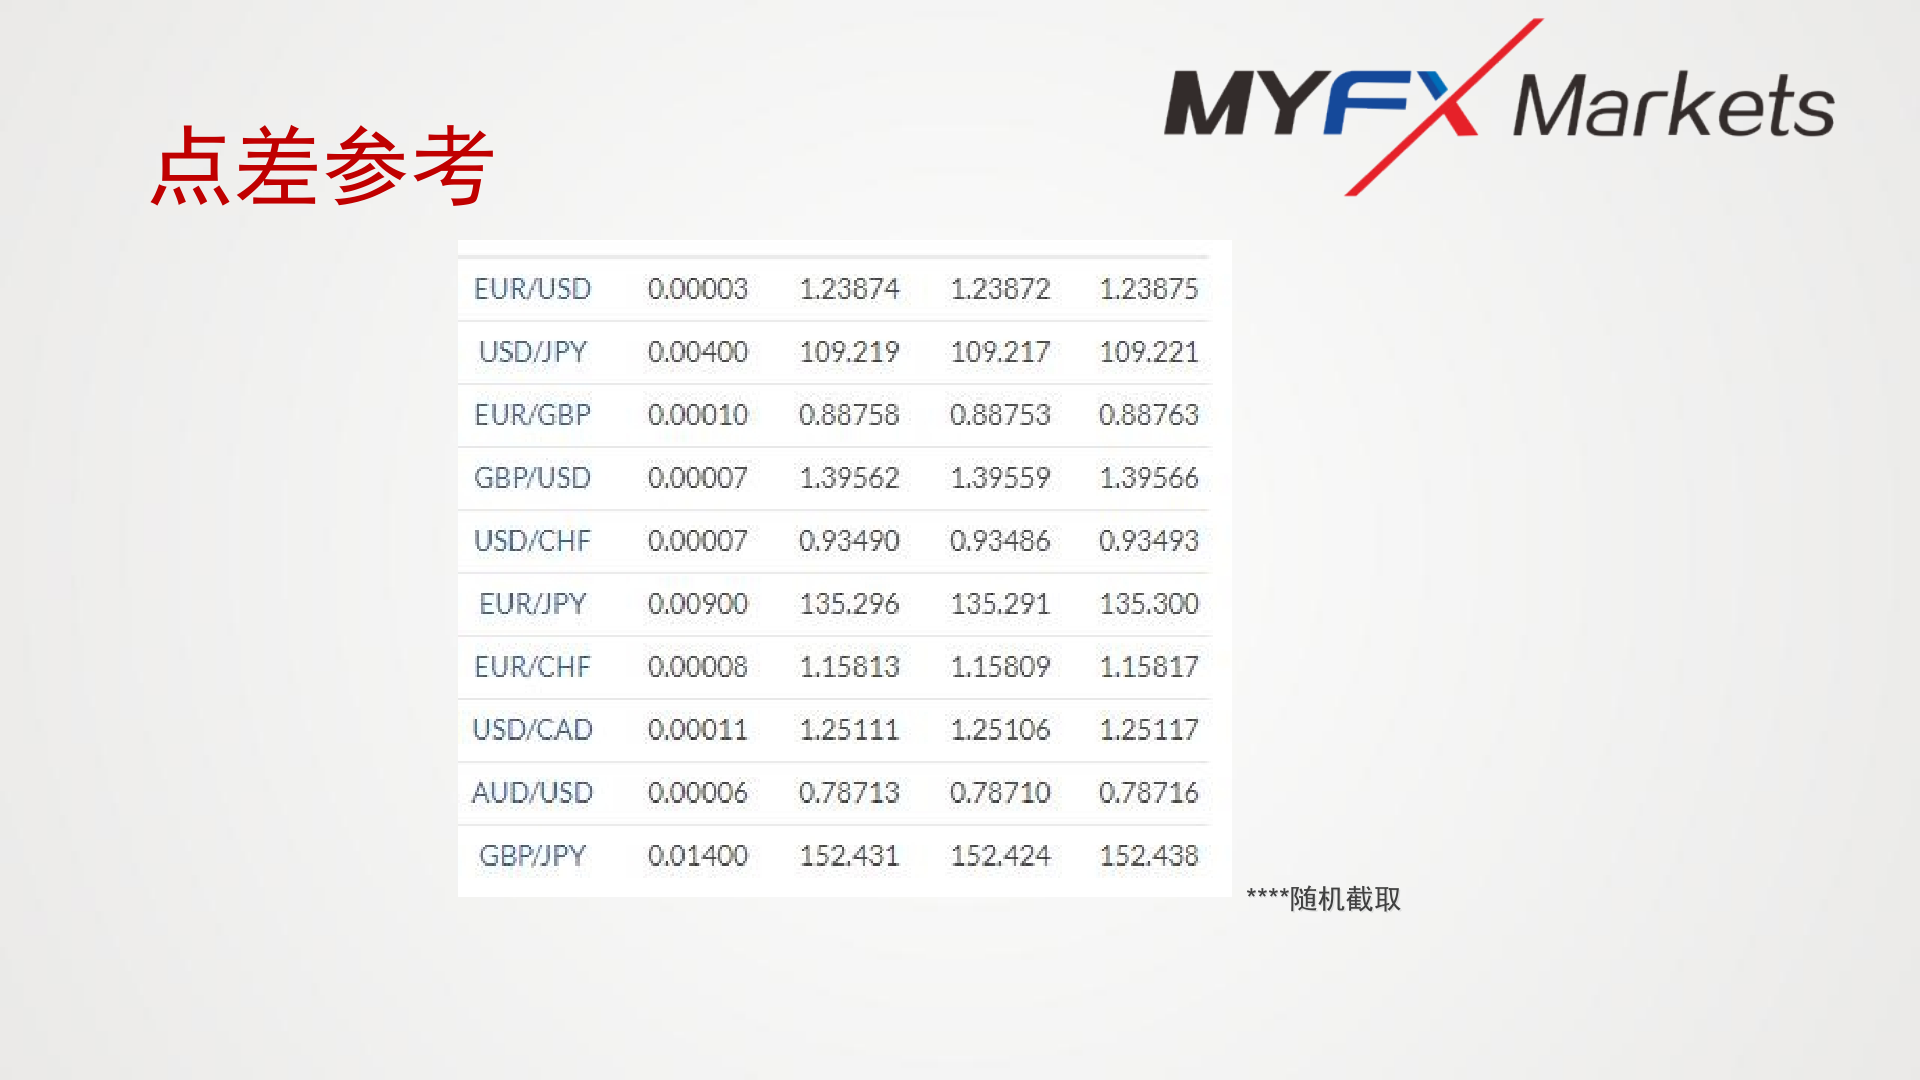 MYFX Markets
点差参考
EUR/USD 0.00003 1.23874 1.23872 1.23875
USD/JPY 0.00400 109.219 109.217 109.221
EUR/GBP 0.00010 0.88758 0.88753 0.88763
GBP/USD 0.00007 1.39562 1.39559 1.39566
USD/CHF 0.00007 0.93490 0.93486 0.93493
EUR/JPY 0.00900 135.296 135.291 135.300
EUR/CHF 0.00008 1.15813 1.15809 1.15817
USD/CAD 0.00011 1.25111 1.25106 1.25117
AUD/USD 0.00006 0.78713 0.78710 0.78716
GBP/JPY 0.01400 152.431 152.424 152.438
****随机截取